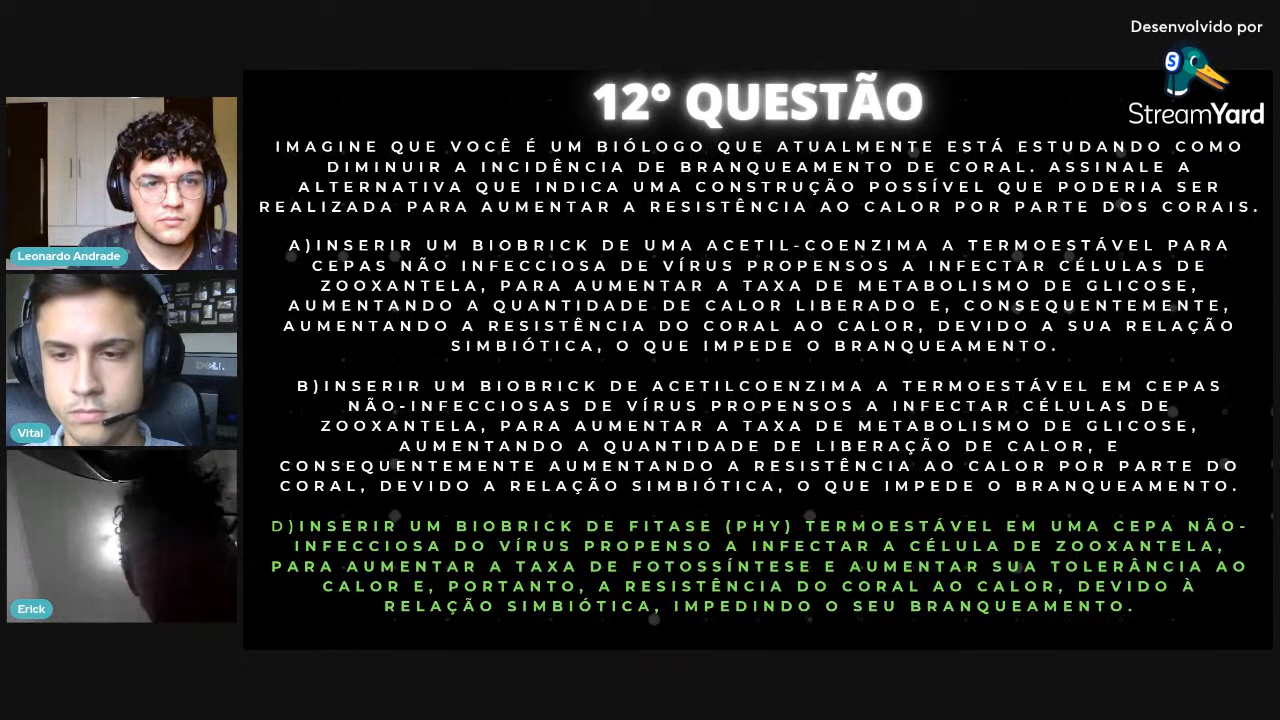 Desenvolvido por
StreamYard
12° QUESTÃO
IMAGINE QUE VOCÊ É UM BIÓLOGO QUE ATUALMENTE ESTÁ ESTUDANDO COMO
DIMINUIR A INCIDÊNCIA DE BRANQUEAMENTO DE CORAL. ASSINALE A
ALTERNATIVA QUE INDICA UMA CONSTRUÇÃO POSSÍVEL QUE PODERIA SER
REALIZADA PARA AUMENTAR A RESISTÊNCIA AO CALOR POR PARTE DOS CORAIS.
A)INSERIR UM BIOBRICK DE UMA ACETIL-COENZIMA A TERMOESTÁVEL PARA
CEPAS NÃO INFECCIOSA DE VÍRUS PROPENSOS A INFECTAR CÉLULAS DE
ZOOXANTELA, PARA AUMENTAR A TAXA DE METABOLISMO DE GLICOSE,
AUMENTANDO A QUANTIDADE DE CALOR LIBERADO E, CONSEQUENTEMENTE,
AUMENTANDO A RESISTÊNCIA DO CORAL AO CALOR, DEVIDO A SUA RELAÇÃO
SIMBIÓTICA, O QUE IMPEDE O BRANQUEAMENTO.
B)INSERIR UM BIOBRICK DE ACETILCOENZIMA A TERMOESTÁVEL EM CEPAS
NÃO-INFECCIOSAS DE VÍRUS PROPENSOS A INFECTAR CÉLULAS DE
ZOOXANTELA, PARA AUMENTAR A TAXA DE METABOLISMO DE GLICOSE,
AUMENTANDO A QUANTIDADE DE LIBERAÇÃO DE CALOR, E
CONSEQUENTEMENTE AUMENTANDO A RESISTÊNCIA AO CALOR POR PARTE DO
CORAL, DEVIDO A RELAÇÃO SIMBIÓTICA, O QUE IMPEDE O BRANQUEAMENTO.
D)INSERIR UM BIOBRICK DE FITASE (PHY) TERMOESTÁVEL EM UMA CEPA NÃO-
INFECCIOSA DO VÍRUS PROPENSO A INFECTAR A CÉLULA DE ZOOXANTELA,
PARA AUMENTAR A TAXA DE FOTOSSÍNTESE E AUMENTAR SUA TOLERÂNCIA AO
CALOR E, PORTANTO, A RESISTÊNCIA DO CORAL AO CALOR, DEVIDO À
RELAÇÃO SIMBIÓTICA, IMPEDINDO O SEU BRANQUEAMENTO.
Leonardo Andrade
DELL
Vital
Erick